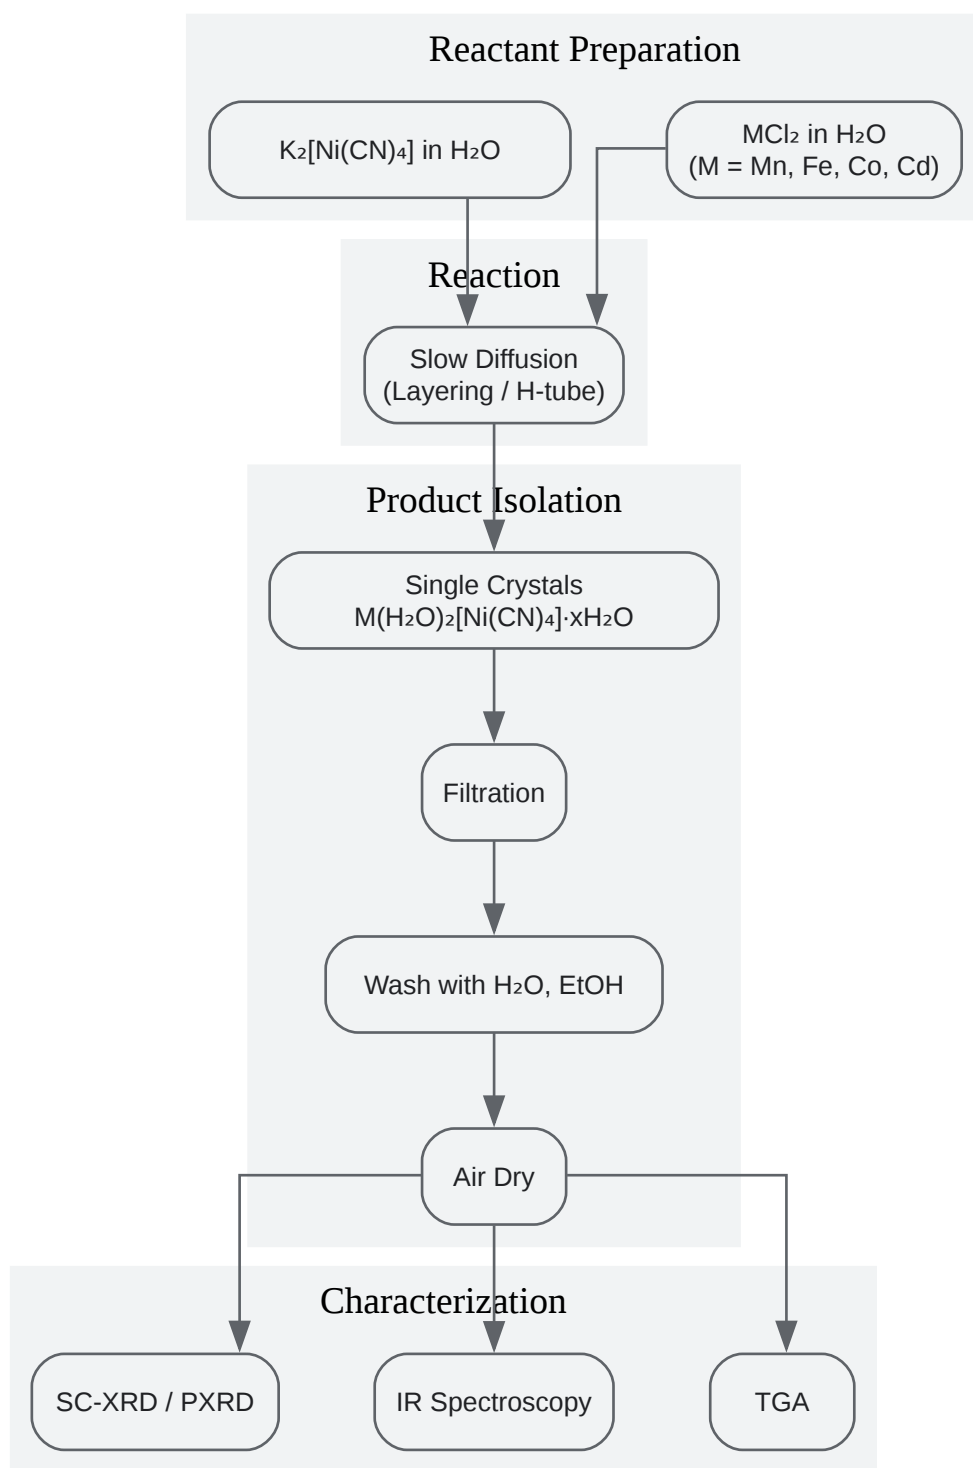 Reactant Preparation
K₂[Ni(CN)₄] in H₂O
MCl₂ in H₂O
(M = Mn, Fe, Co, Cd)
Reaction
Slow Diffusion
(Layering / H-tube)
Product Isolation
Single Crystals
M(H₂O)₂[Ni(CN)₄]·xH₂O
Filtration
Wash with H₂O, EtOH
Air Dry
Characterization
SC-XRD / PXRD
IR Spectroscopy
TGA